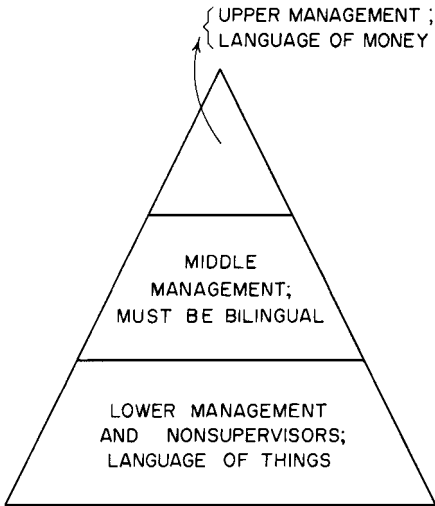 UPPER MANAGEMENT ;
LANGUAGE OF MONEY
MIDDLE
MANAGEMENT;
MUST BE BILINGUAL
LOWER MANAGEMENT
AND NONSUPERVISORS;
LANGUAGE OF THINGS